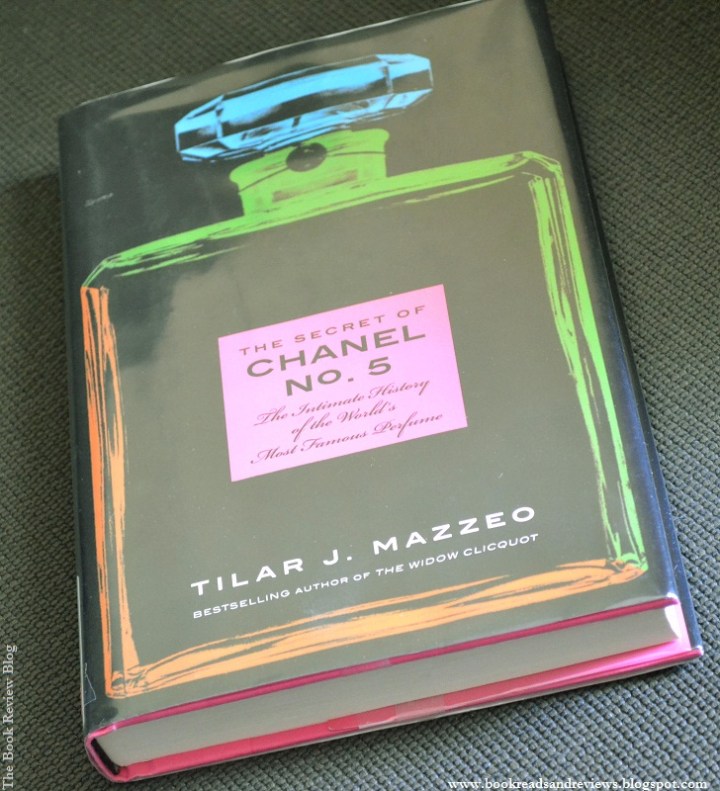 THE SECRET OF
CHANEL
NO. 5
The Intimate History
of the World's
Most Famous Perfume
TILAR J. MAZZEO
BESTSELLING AUTHOR OF THE WIDOW CLICQUOT
The Book Review Blog
www.bookreadsandreviews.blogspot.com